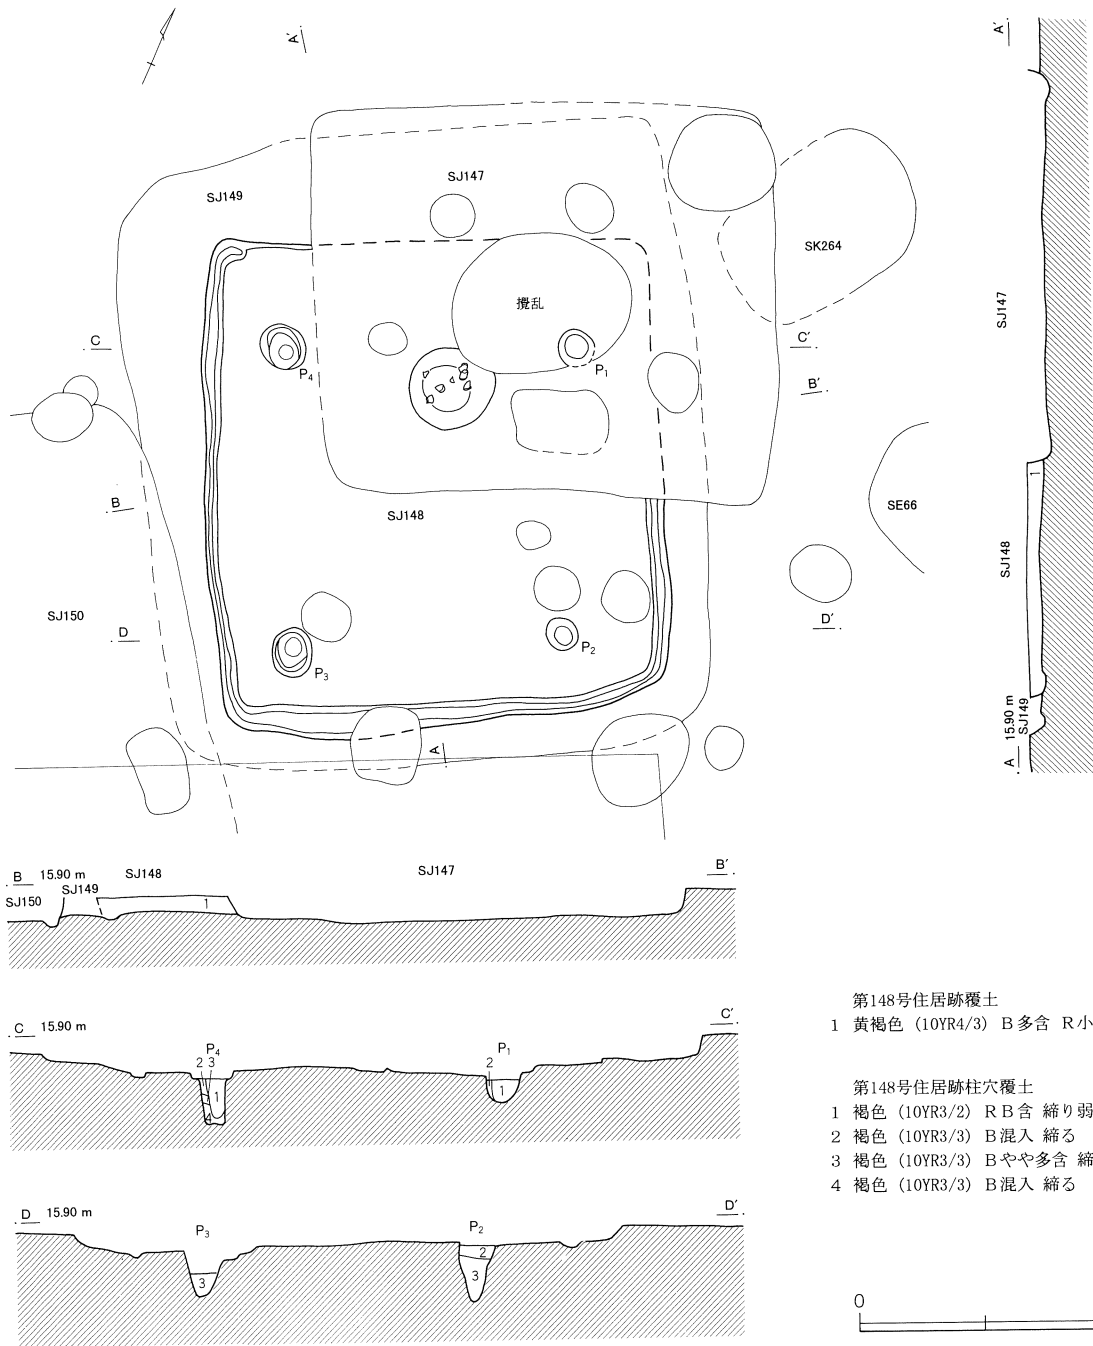 A′
A′
SJ147
SJ149
SK264
攪乱
SJ147
C
C′
P4
P1
B′
B
SJ148
SE66
1
SJ148
SJ150
D
D′
P2
P3
A
15.90 m
SJ149
A
B 15.90 m
SJ148
SJ147
B′
SJ149
SJ150
1
C 15.90 m
C′
P4
P1
2 3
2
1
1
4
D 15.90 m
D′
P3
P2
2
3
3
第148号住居跡覆土
1 黄褐色 (10YR4/3) B多含 R小
第148号住居跡柱穴覆土
1 褐色 (10YR3/2) RB含 締り弱
2 褐色 (10YR3/3) B混入 締る
3 褐色 (10YR3/3) Bやや多含 締
4 褐色 (10YR3/3) B混入 締る
0